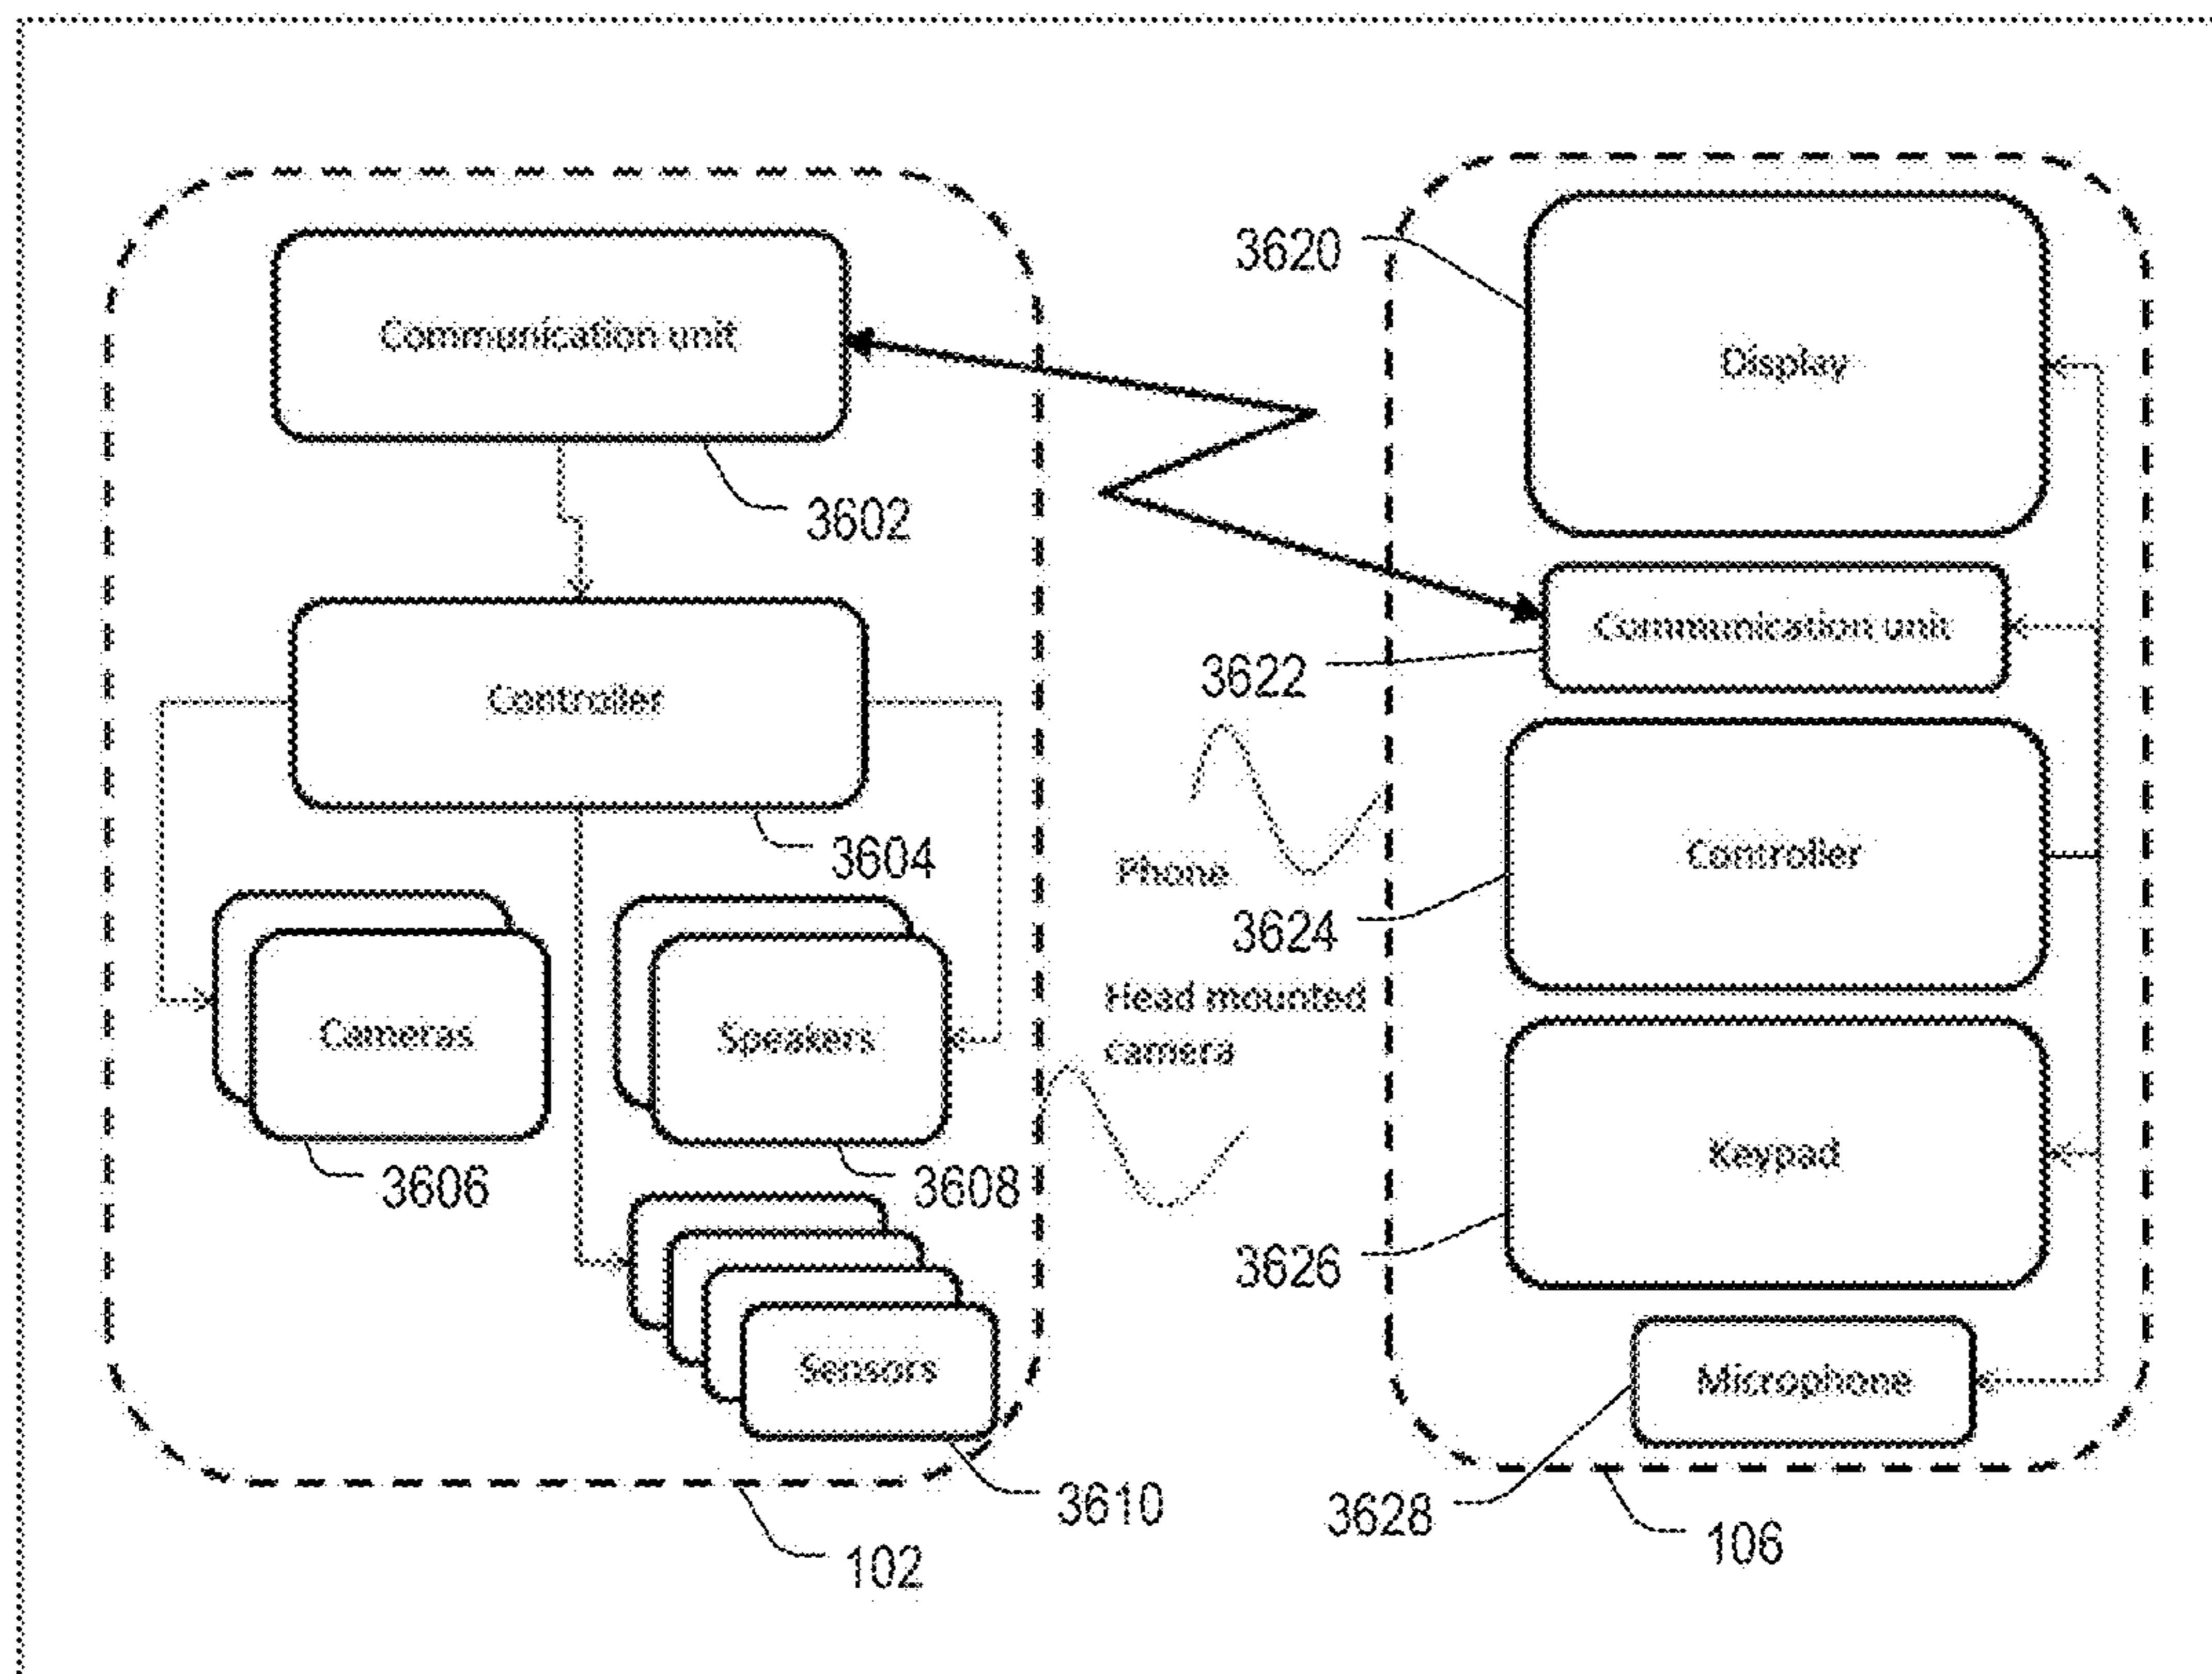 Communication unit
3602
Controller
3604
Cameras
3606
Speakers
3608
Sensors
3610
102
Phone
Head mounted
camera
3620
Display
3622
Communication unit
3624
Controller
3626
Keypad
3628
Microphone
106